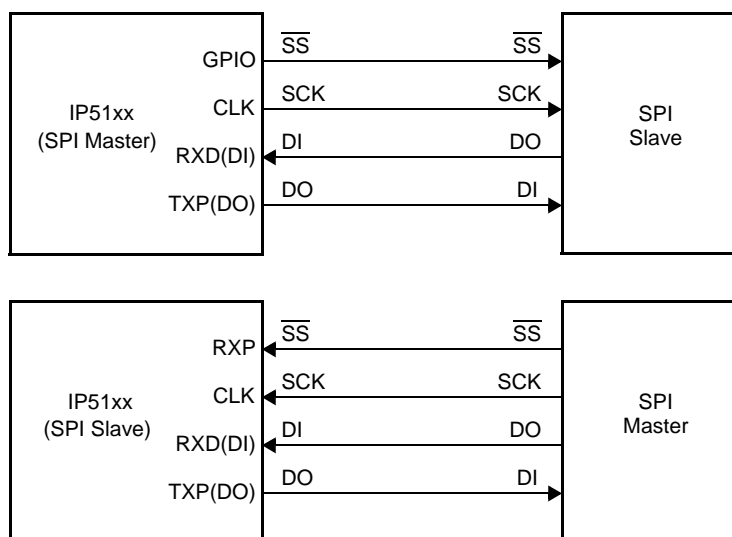 GPIO SS SS
CLK SCK SCK
RXD(DI) DI DO
TXP(DO) DO DI
IP51xx
(SPI Master)
SPI
Slave
RXP SS SS
CLK SCK SCK
RXD(DI) DI DO
TXP(DO) DO DI
IP51xx
(SPI Slave)
SPI
Master